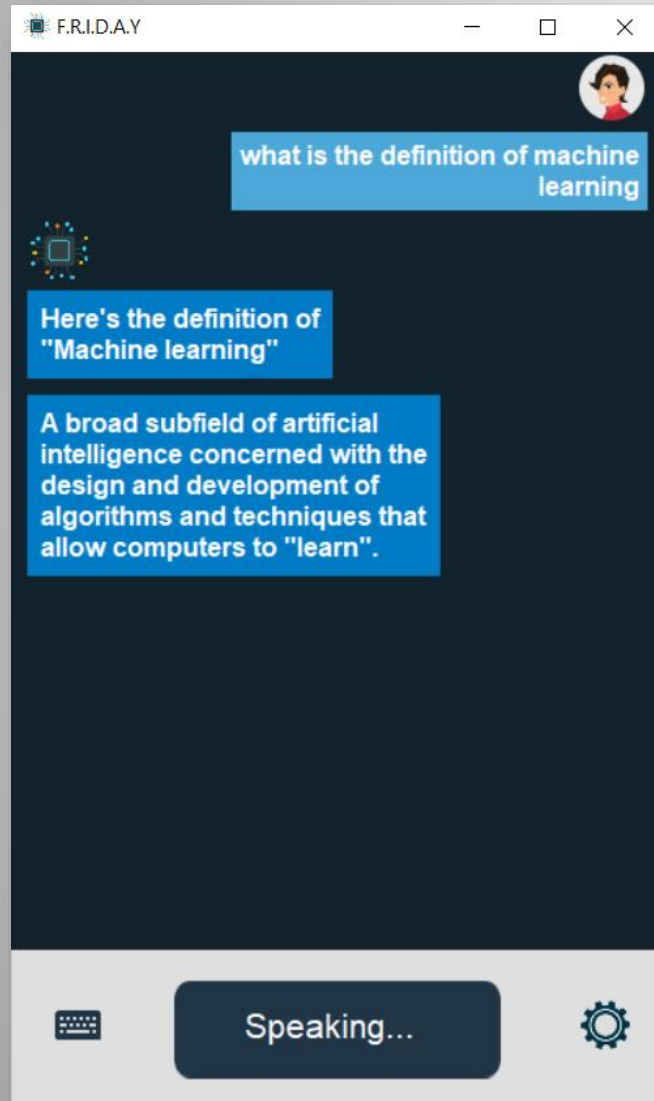 F.R.I.D.A.Y
what is the definition of machine
learning
Here's the definition of
"Machine learning"
A broad subfield of artificial
intelligence concerned with the
design and development of
algorithms and techniques that
allow computers to "learn".
Speaking...